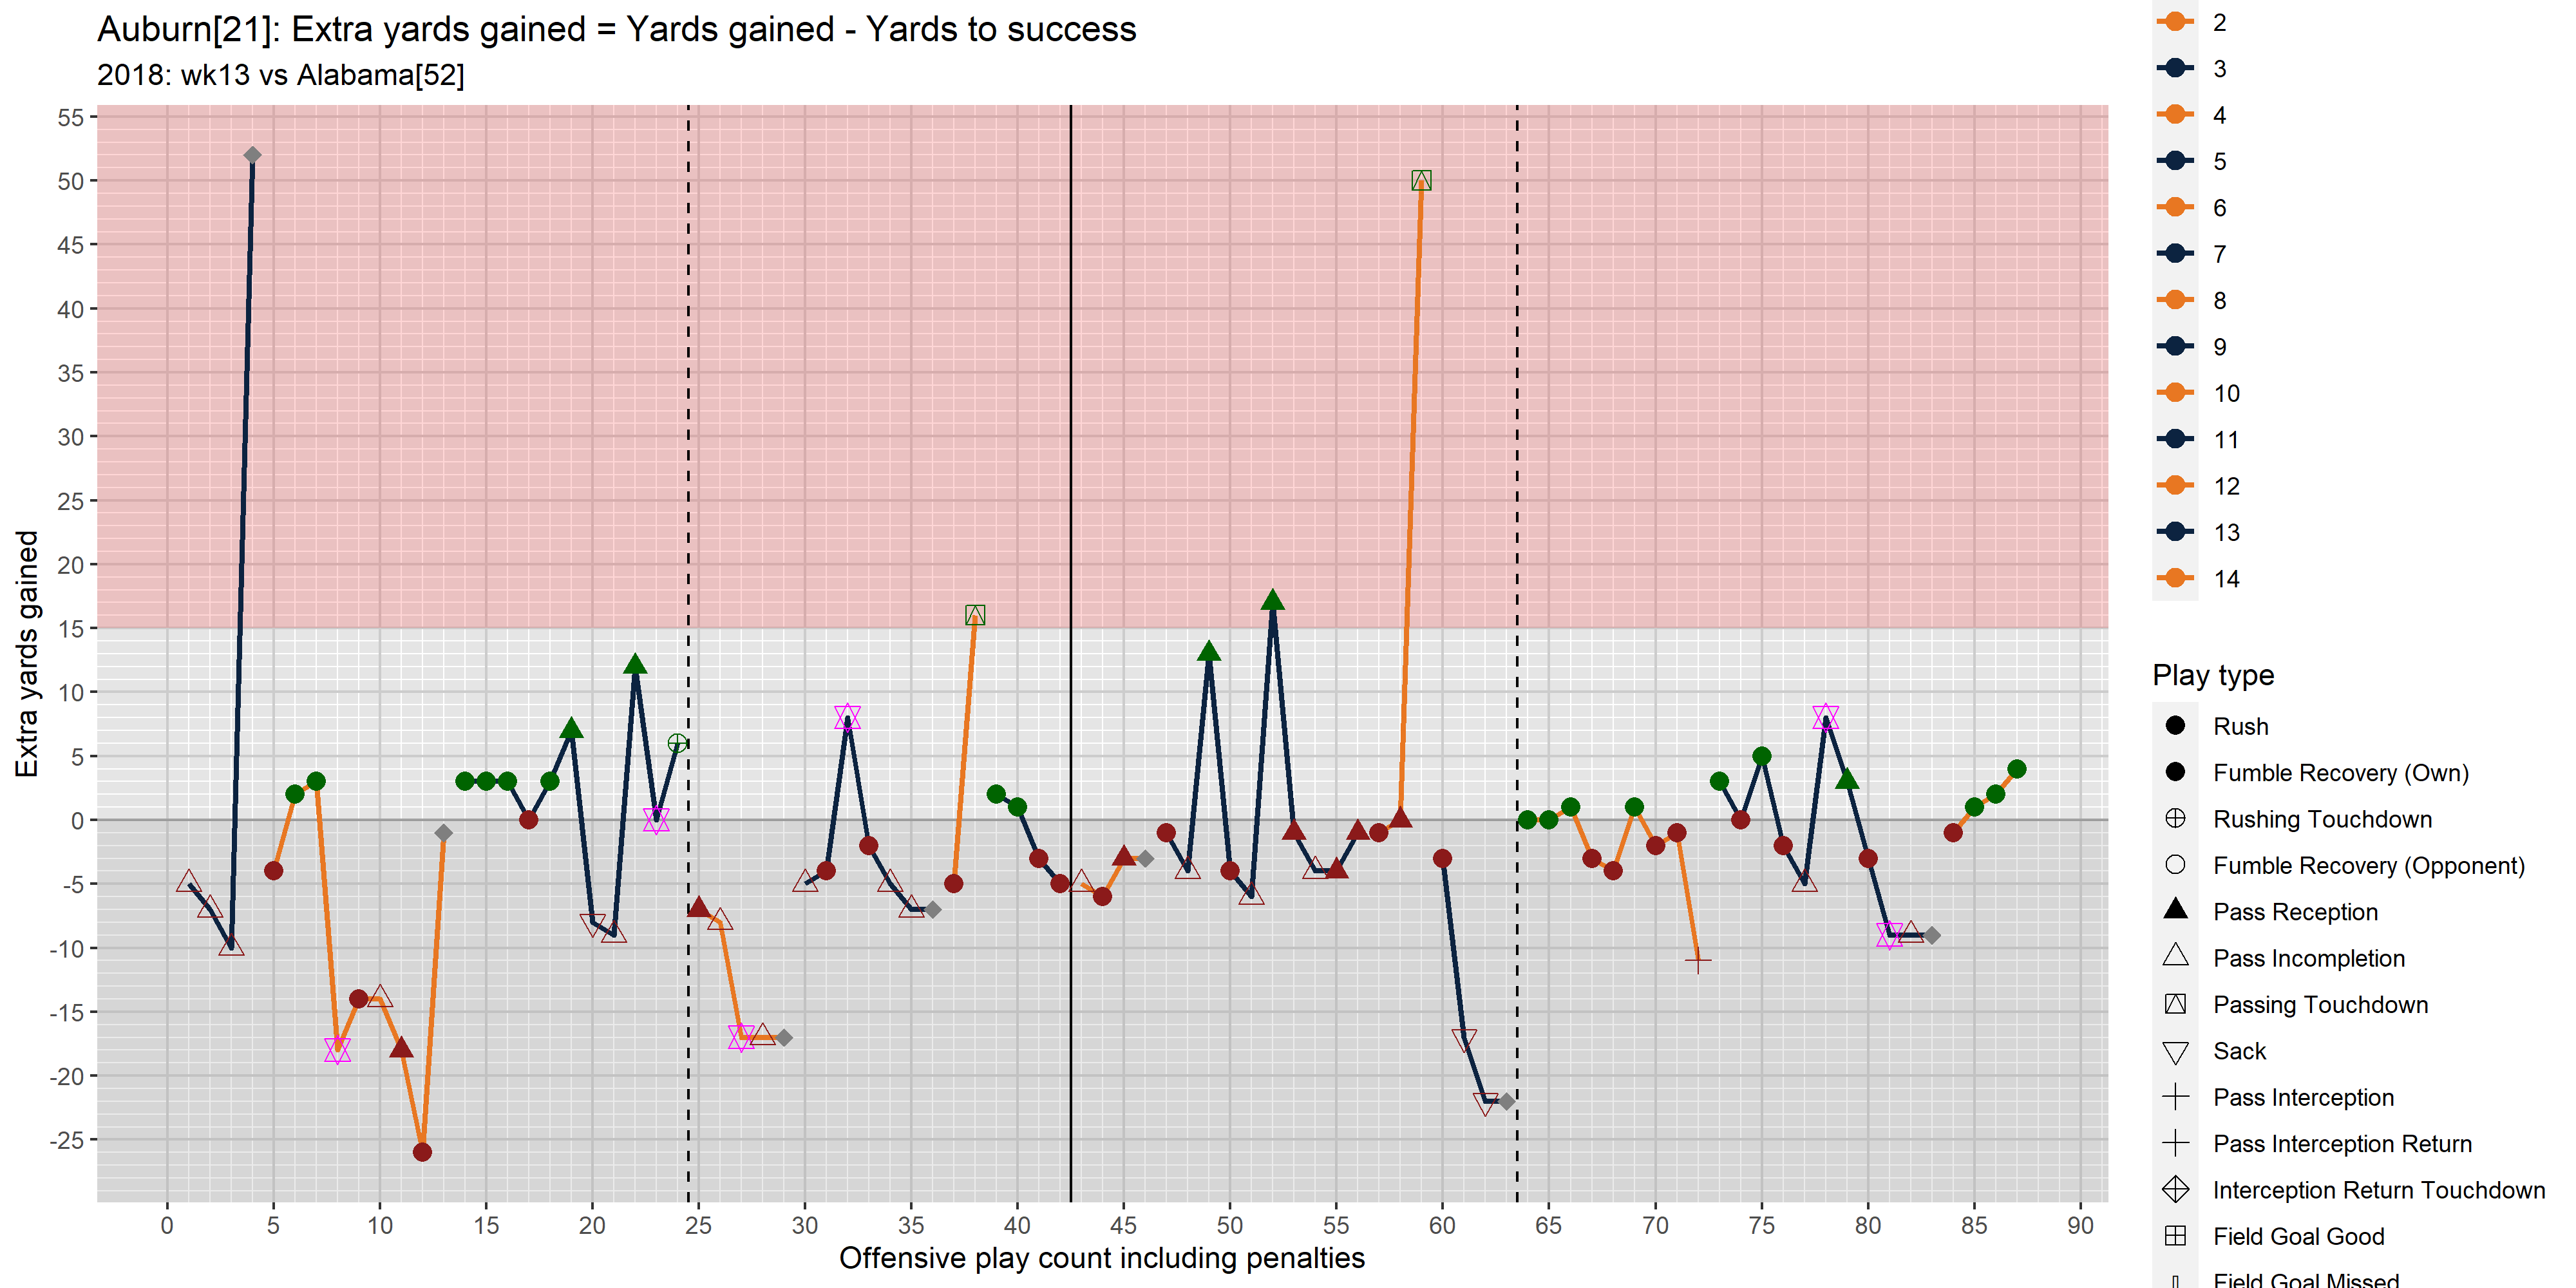 Auburn[21]: Extra yards gained = Yards gained - Yards to success
2018: wk13 vs Alabama[52]
Extra yards gained
55
50
45
40
35
30
25
20
15
10
5
0
-5
-10
-15
-20
-25
0 5 10 15 20 25 30 35 40 45 50 55 60 65 70 75 80 85 90
Offensive play count including penalties
2
3
4
5
6
7
8
9
10
11
12
13
14
Play type
Rush
Fumble Recovery (Own)
Rushing Touchdown
Fumble Recovery (Opponent)
Pass Reception
Pass Incompletion
Passing Touchdown
Sack
Pass Interception
Pass Interception Return
Interception Return Touchdown
Field Goal Good
Field Goal Missed